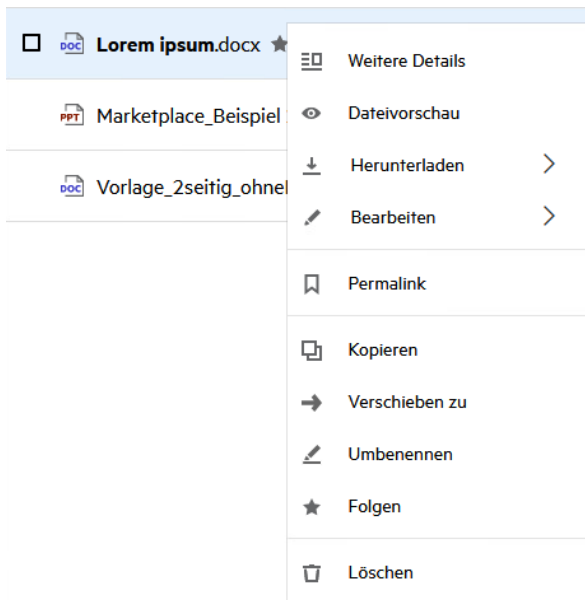 DOC Lorem ipsum.docx
Weitere Details
PPT Marketplace_Beispiel
Dateivorschau
Herunterladen
DOC Vorlage_2seitig_ohne
Bearbeiten
Permalink
Kopieren
Verschieben zu
Umbenennen
Folgen
Löschen